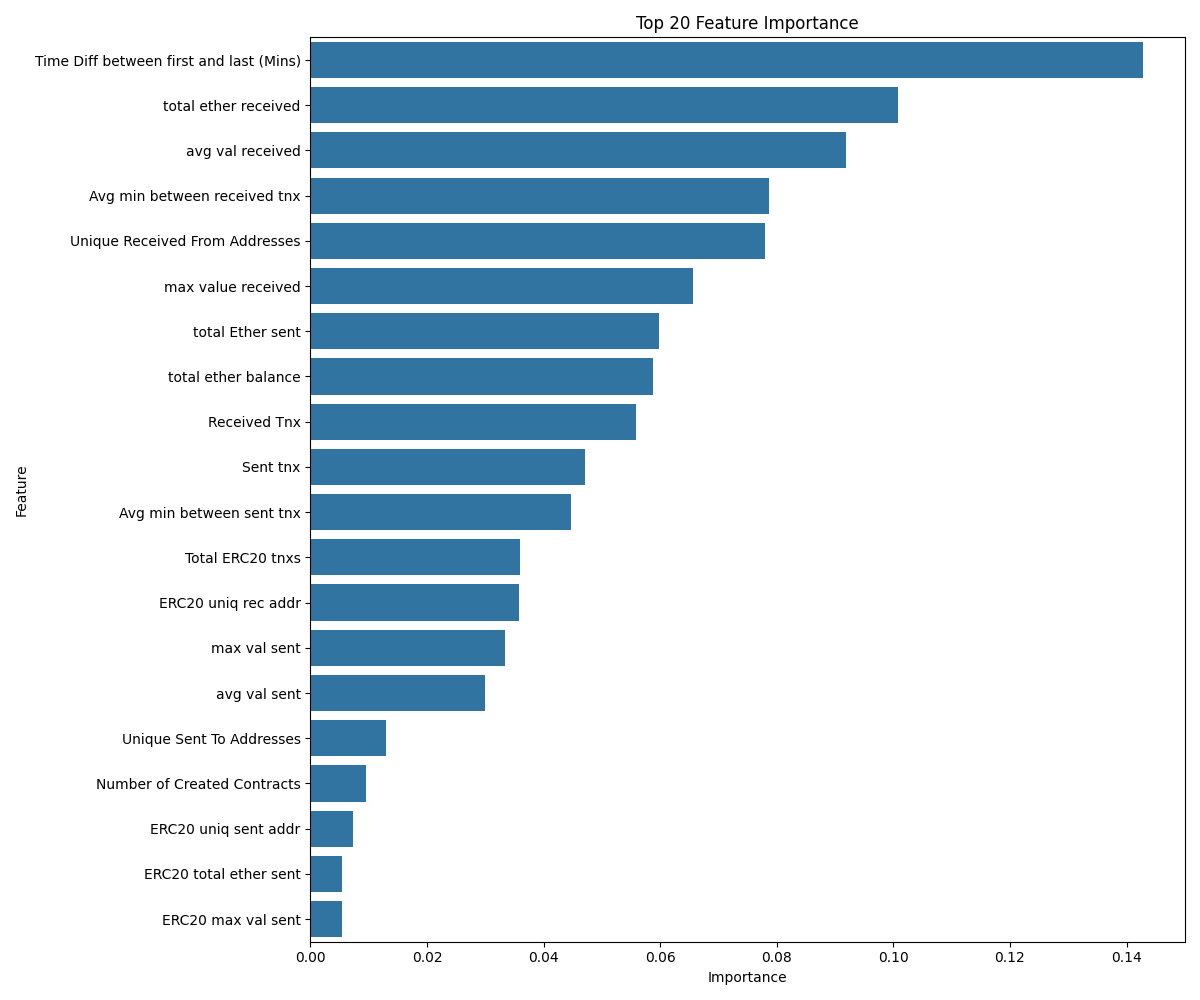 Top 20 Feature Importance
Time Diff between first and last (Mins)
total ether received
avg val received
Avg min between received tnx
Unique Received From Addresses
max value received
total Ether sent
total ether balance
Received Tnx
Sent tnx
Avg min between sent tnx
Total ERC20 tnxs
ERC20 uniq rec addr
max val sent
avg val sent
Unique Sent To Addresses
Number of Created Contracts
ERC20 uniq sent addr
ERC20 total ether sent
ERC20 max val sent
Feature
0.00 0.02 0.04 0.06 0.08 0.10 0.12 0.14
Importance